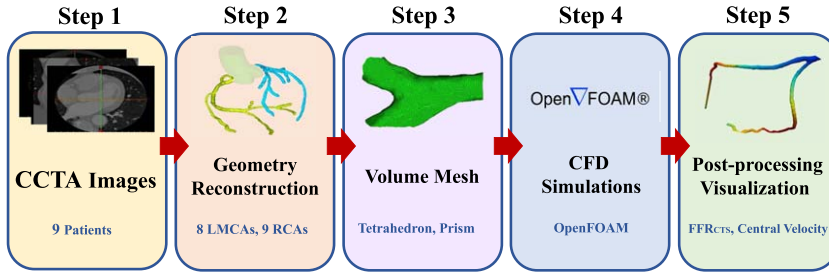 Step 1
Step 2
Step 3
Step 4
Step 5
OpenFOAM®
CCTA Images
Geometry
Reconstruction
Volume Mesh
CFD
Simulations
Post-processing
Visualization
9 Patients
8 LMCAs, 9 RCAs
Tetrahedron, Prism
OpenFOAM
FFRCTS, Central Velocity